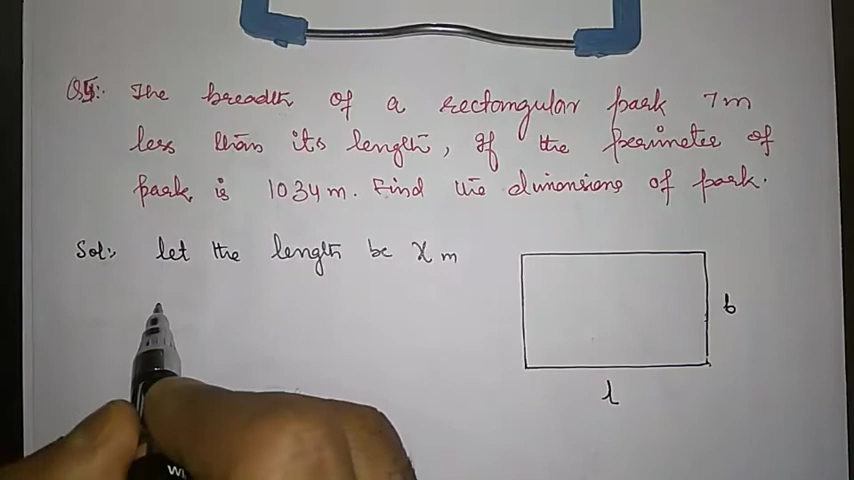 Q5:. The breadth of a rectangular park 7m
less than its length, If the perimeter of
park is 1034m. Find the dimensions of park.
Sol:. let the length be x m
b
l